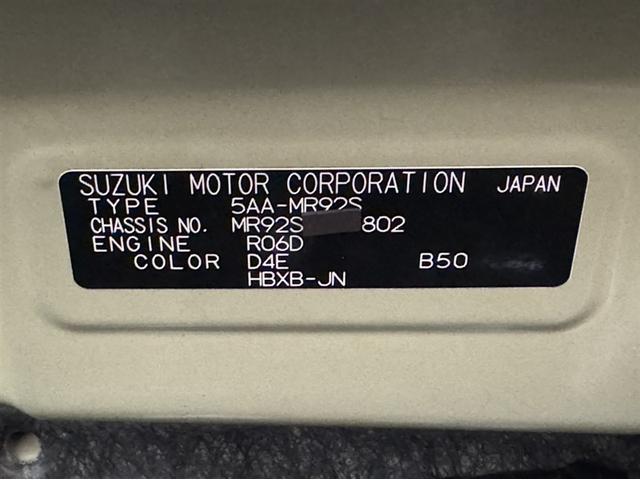 SUZUKI MOTOR CORPORATION JAPAN
TYPE 5AA-MR92S
CHASSIS NO. MR92S 802
ENGINE R06D
COLOR D4E B50
HBXB-JN